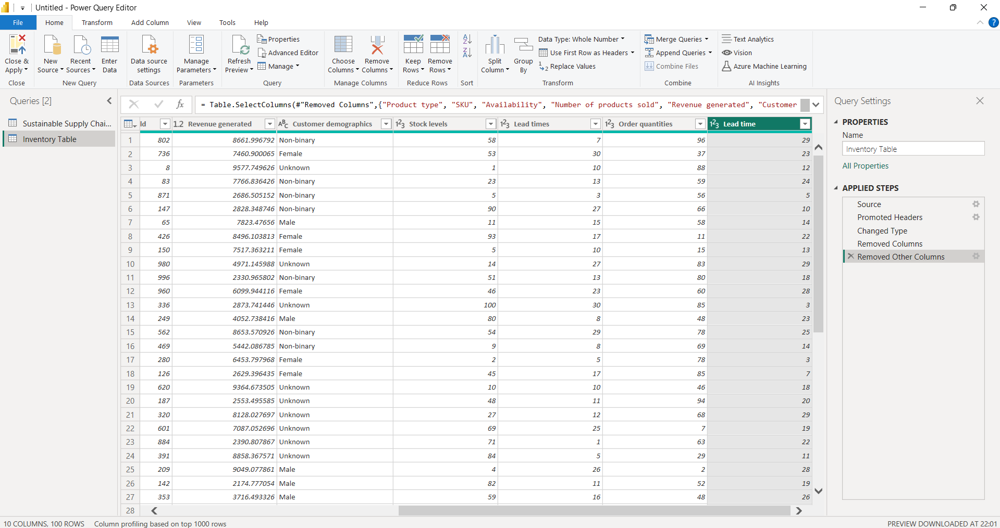 Untitled - Power Query Editor
File Home Transform Add Column View Tools Help
Close & Apply
Close
New Source
Recent Sources
Enter Data
New Query
Data source settings
Data Sources
Manage Parameters
Parameters
Refresh Preview
Properties
Advanced Editor
Manage
Query
Choose Columns
Remove Columns
Manage Columns
Keep Rows
Remove Rows
Reduce Rows
Sort
Split Column
Group By
Data Type: Whole Number
Use First Row as Headers
Replace Values
Transform
Merge Queries
Append Queries
Combine Files
Combine
Text Analytics
Vision
Azure Machine Learning
AI Insights
Queries [2]
Sustainable Supply Chai...
Inventory Table
fx = Table.SelectColumns(#"Removed Columns",{"Product type", "SKU", "Availability", "Number of products sold", "Revenue generated", "Customer
ld 1.2 Revenue generated ABC Customer demographics 123 Stock levels 123 Lead times 123 Order quantities 123 Lead time
1 802 8661.996792 Non-binary 58 7 96 29
2 736 7460.900065 Female 53 30 37 23
3 8 9577.749626 Unknown 1 10 88 12
4 83 7766.836426 Non-binary 23 13 59 24
5 871 2686.505152 Non-binary 5 3 56 5
6 147 2828.348746 Non-binary 90 27 66 10
7 65 7823.47656 Male 11 15 58 14
8 426 8496.103813 Female 93 17 11 22
9 150 7517.363211 Female 5 10 15 13
10 980 4971.145988 Unknown 14 27 83 29
11 996 2330.965802 Non-binary 51 13 80 18
12 960 6099.944116 Female 46 23 60 28
13 336 2873.741446 Unknown 100 30 85 3
14 249 4052.738416 Male 80 8 48 23
15 562 8653.570926 Non-binary 54 29 78 25
16 469 5442.086785 Non-binary 9 8 69 14
17 280 6453.797968 Female 2 5 78 3
18 126 2629.396435 Female 45 17 85 7
19 620 9364.673505 Unknown 10 10 46 18
20 187 2553.495585 Unknown 48 11 94 20
21 320 8128.027697 Unknown 27 12 68 29
22 601 7087.052696 Unknown 69 25 7 19
23 884 2390.807867 Unknown 71 1 63 22
24 391 8858.367571 Unknown 84 5 29 11
25 209 9049.077861 Male 4 26 2 28
26 142 2174.777054 Male 82 11 52 19
27 353 3716.493326 Male 59 16 48 26
28
Query Settings
PROPERTIES
Name
Inventory Table
All Properties
APPLIED STEPS
Source
Promoted Headers
Changed Type
Removed Columns
Removed Other Columns
10 COLUMNS, 100 ROWS Column profiling based on top 1000 rows PREVIEW DOWNLOADED AT 22:01